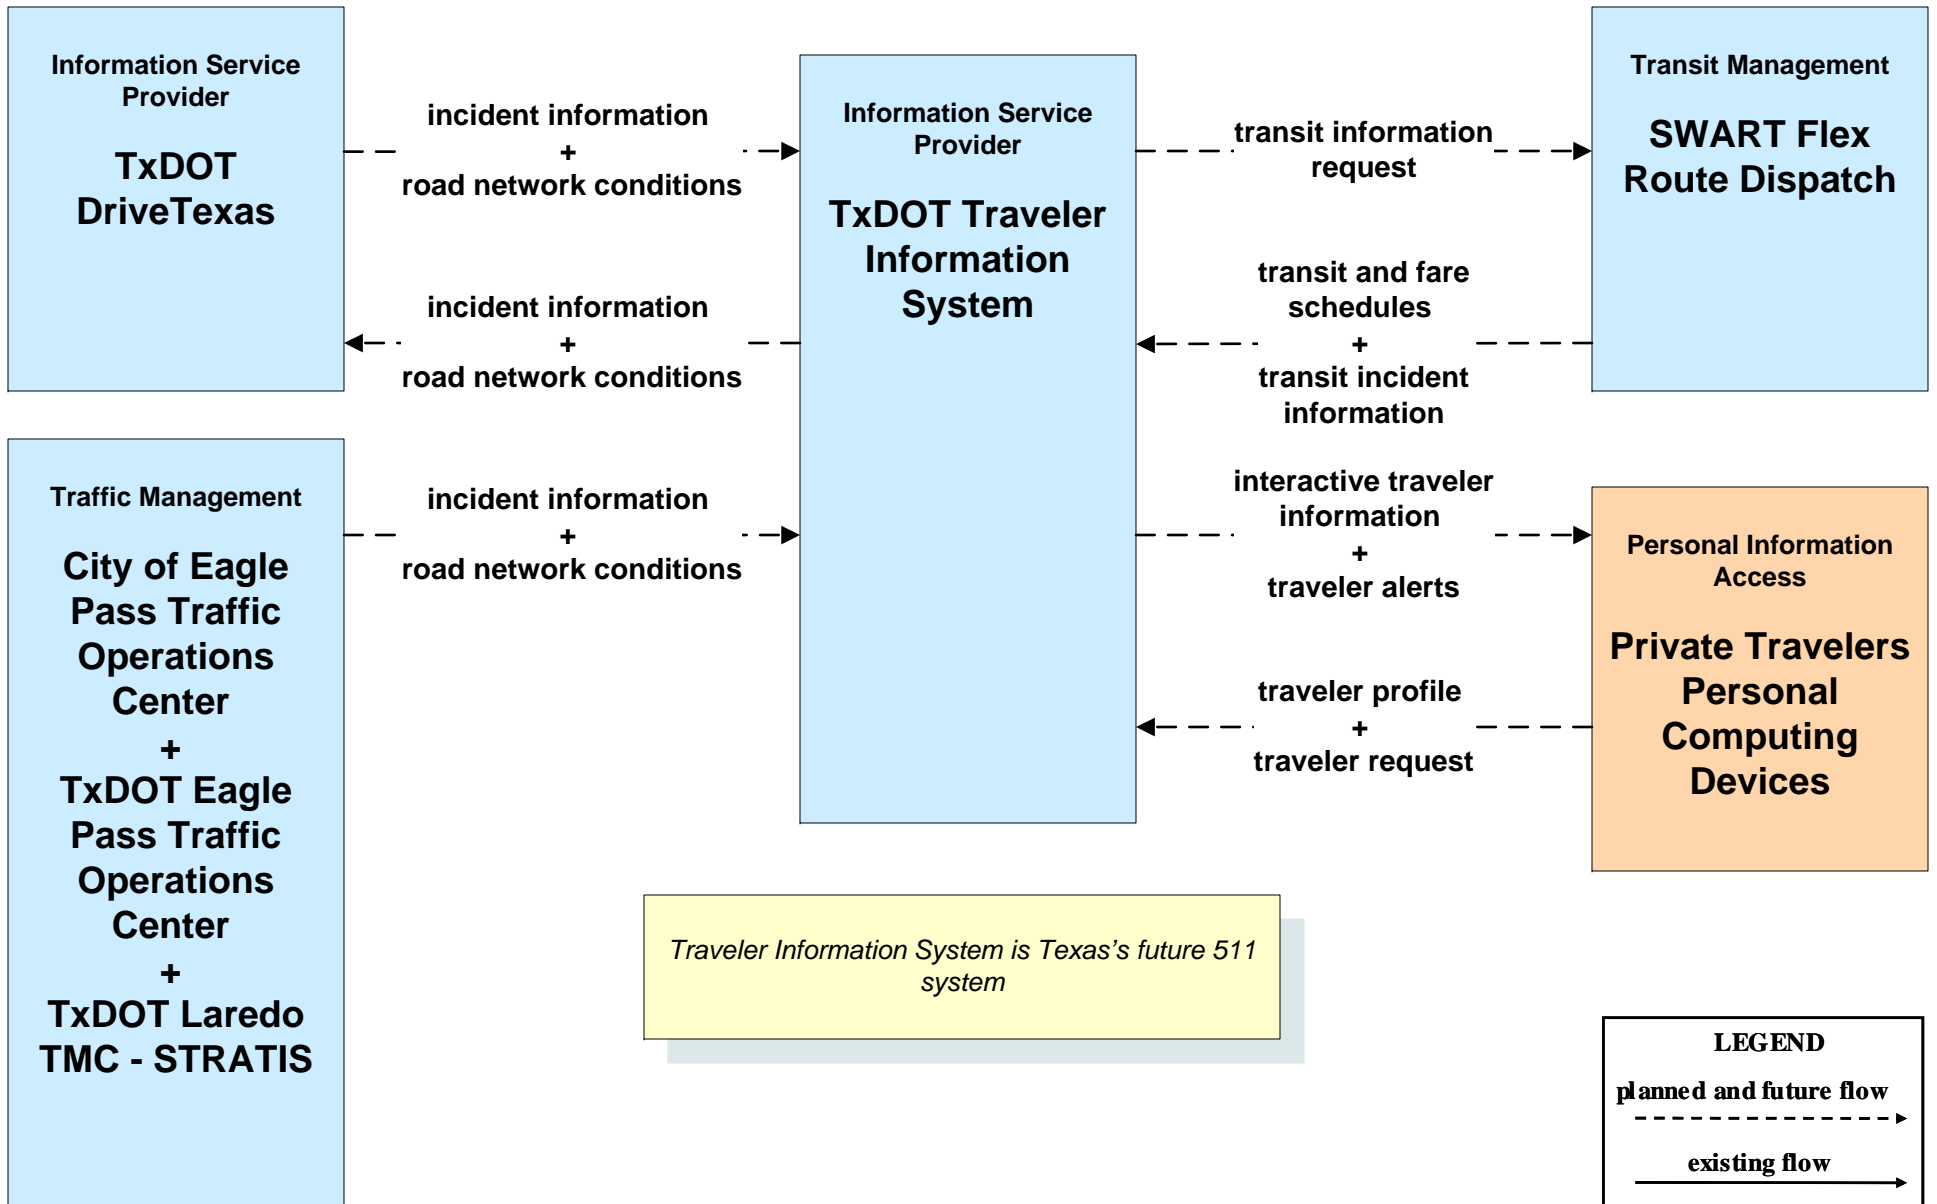 Information Service
Provider
TxDOT
DriveTexas
incident information
+
road network conditions
incident information
+
road network conditions
Traffic Management
City of Eagle
Pass Traffic
Operations
Center
+
TxDOT Eagle
Pass Traffic
Operations
Center
+
TxDOT Laredo
TMC - STRATIS
incident information
+
road network conditions
Information Service
Provider
TxDOT Traveler
Information
System
transit information
request
transit and fare
schedules
+
transit incident
information
interactive traveler
information
+
traveler alerts
traveler profile
+
traveler request
Transit Management
SWART Flex
Route Dispatch
Personal Information
Access
Private Travelers
Personal
Computing
Devices
Traveler Information System is Texas's future 511
system
LEGEND
planned and future flow
existing flow